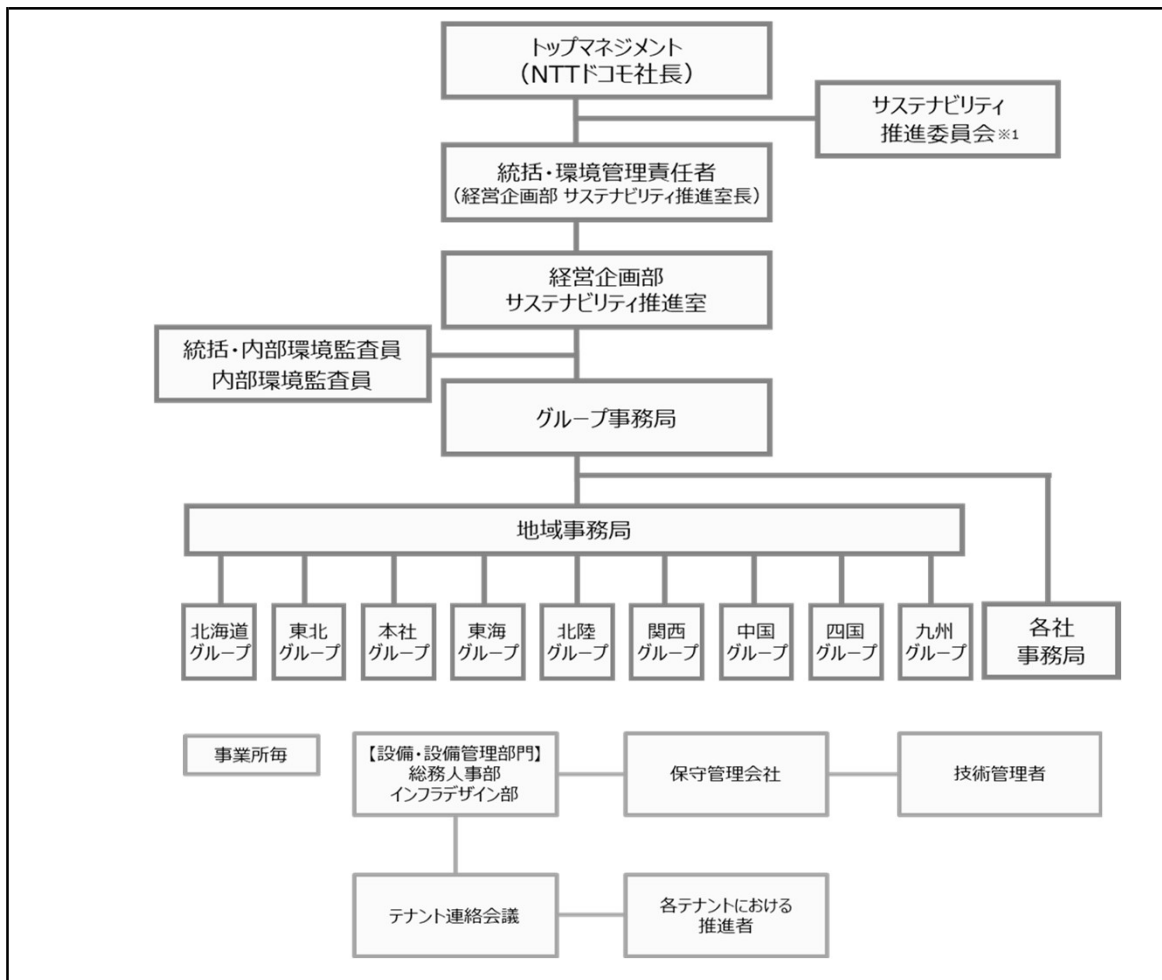 トップマネジメント
（NTTドコモ社長）
サステナビリティ
推進委員会※1
統括・環境管理責任者
（経営企画部 サステナビリティ推進室長）
経営企画部
サステナビリティ推進室
統括・内部環境監査員
内部環境監査員
グループ事務局
地域事務局
北海道
グループ
東北
グループ
本社
グループ
東海
グループ
北陸
グループ
関西
グループ
中国
グループ
四国
グループ
九州
グループ
各社
事務局
事業所毎
【設備・設備管理部門】
総務人事部
インフラデザイン部
保守管理会社
技術管理者
テナント連絡会議
各テナントにおける
推進者